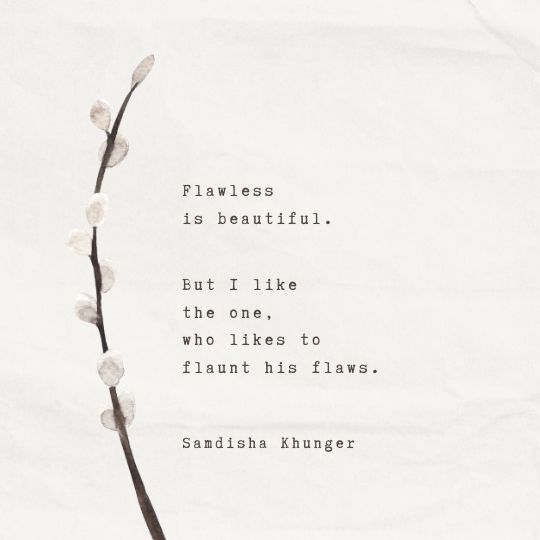 Flawless
is beautiful.
But I like
the one,
who likes to
flaunt his flaws.
Samdisha Khunger